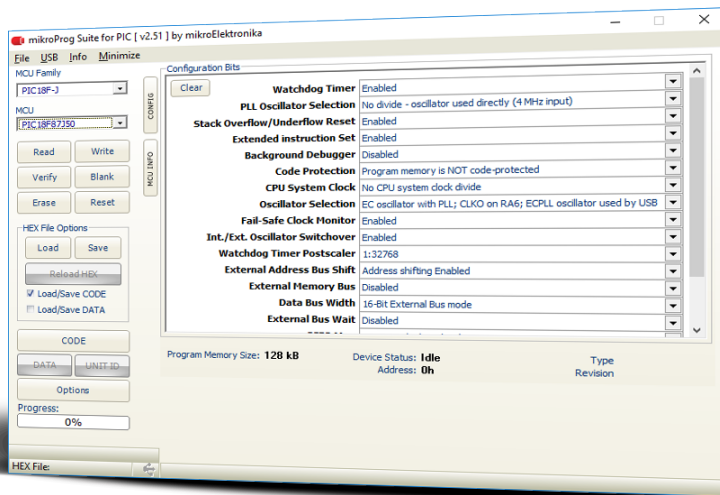 mikroProg Suite for PIC [ v2.51 ] by mikroElektronika
File USB Info Minimize
MCU Family
PIC18F-J
MCU
PIC18F87J50
Read Write
Verify Blank
Erase Reset
HEX File Options
Load Save
Reload HEX
Load/Save CODE
Load/Save DATA
CODE
DATA UNIT ID
Options
Progress:
0%
HEX File:
CONFIG
MCU INFO
Configuration Bits
Clear
Watchdog Timer Enabled
PLL Oscillator Selection No divide - oscillator used directly (4 MHz input)
Stack Overflow/Underflow Reset Enabled
Extended instruction Set Enabled
Background Debugger Disabled
Code Protection Program memory is NOT code-protected
CPU System Clock No CPU system clock divide
Oscillator Selection EC oscillator with PLL; CLKO on RA6; ECPLL oscillator used by USB
Fail-Safe Clock Monitor Enabled
Int./Ext. Oscillator Switchover Enabled
Watchdog Timer Postscaler 1:32768
External Address Bus Shift Address shifting Enabled
External Memory Bus Disabled
Data Bus Width 16-Bit External Bus mode
External Bus Wait Disabled
Program Memory Size: 128 kB
Device Status: Idle
Address: 0h
Type
Revision